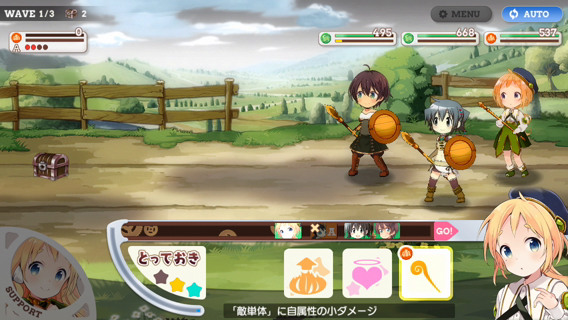 WAVE 1/3 2
MENU
AUTO
0
A
495
668
537
GO!
とっておき
SUPPORT
「敵単体」に自属性の小ダメージ